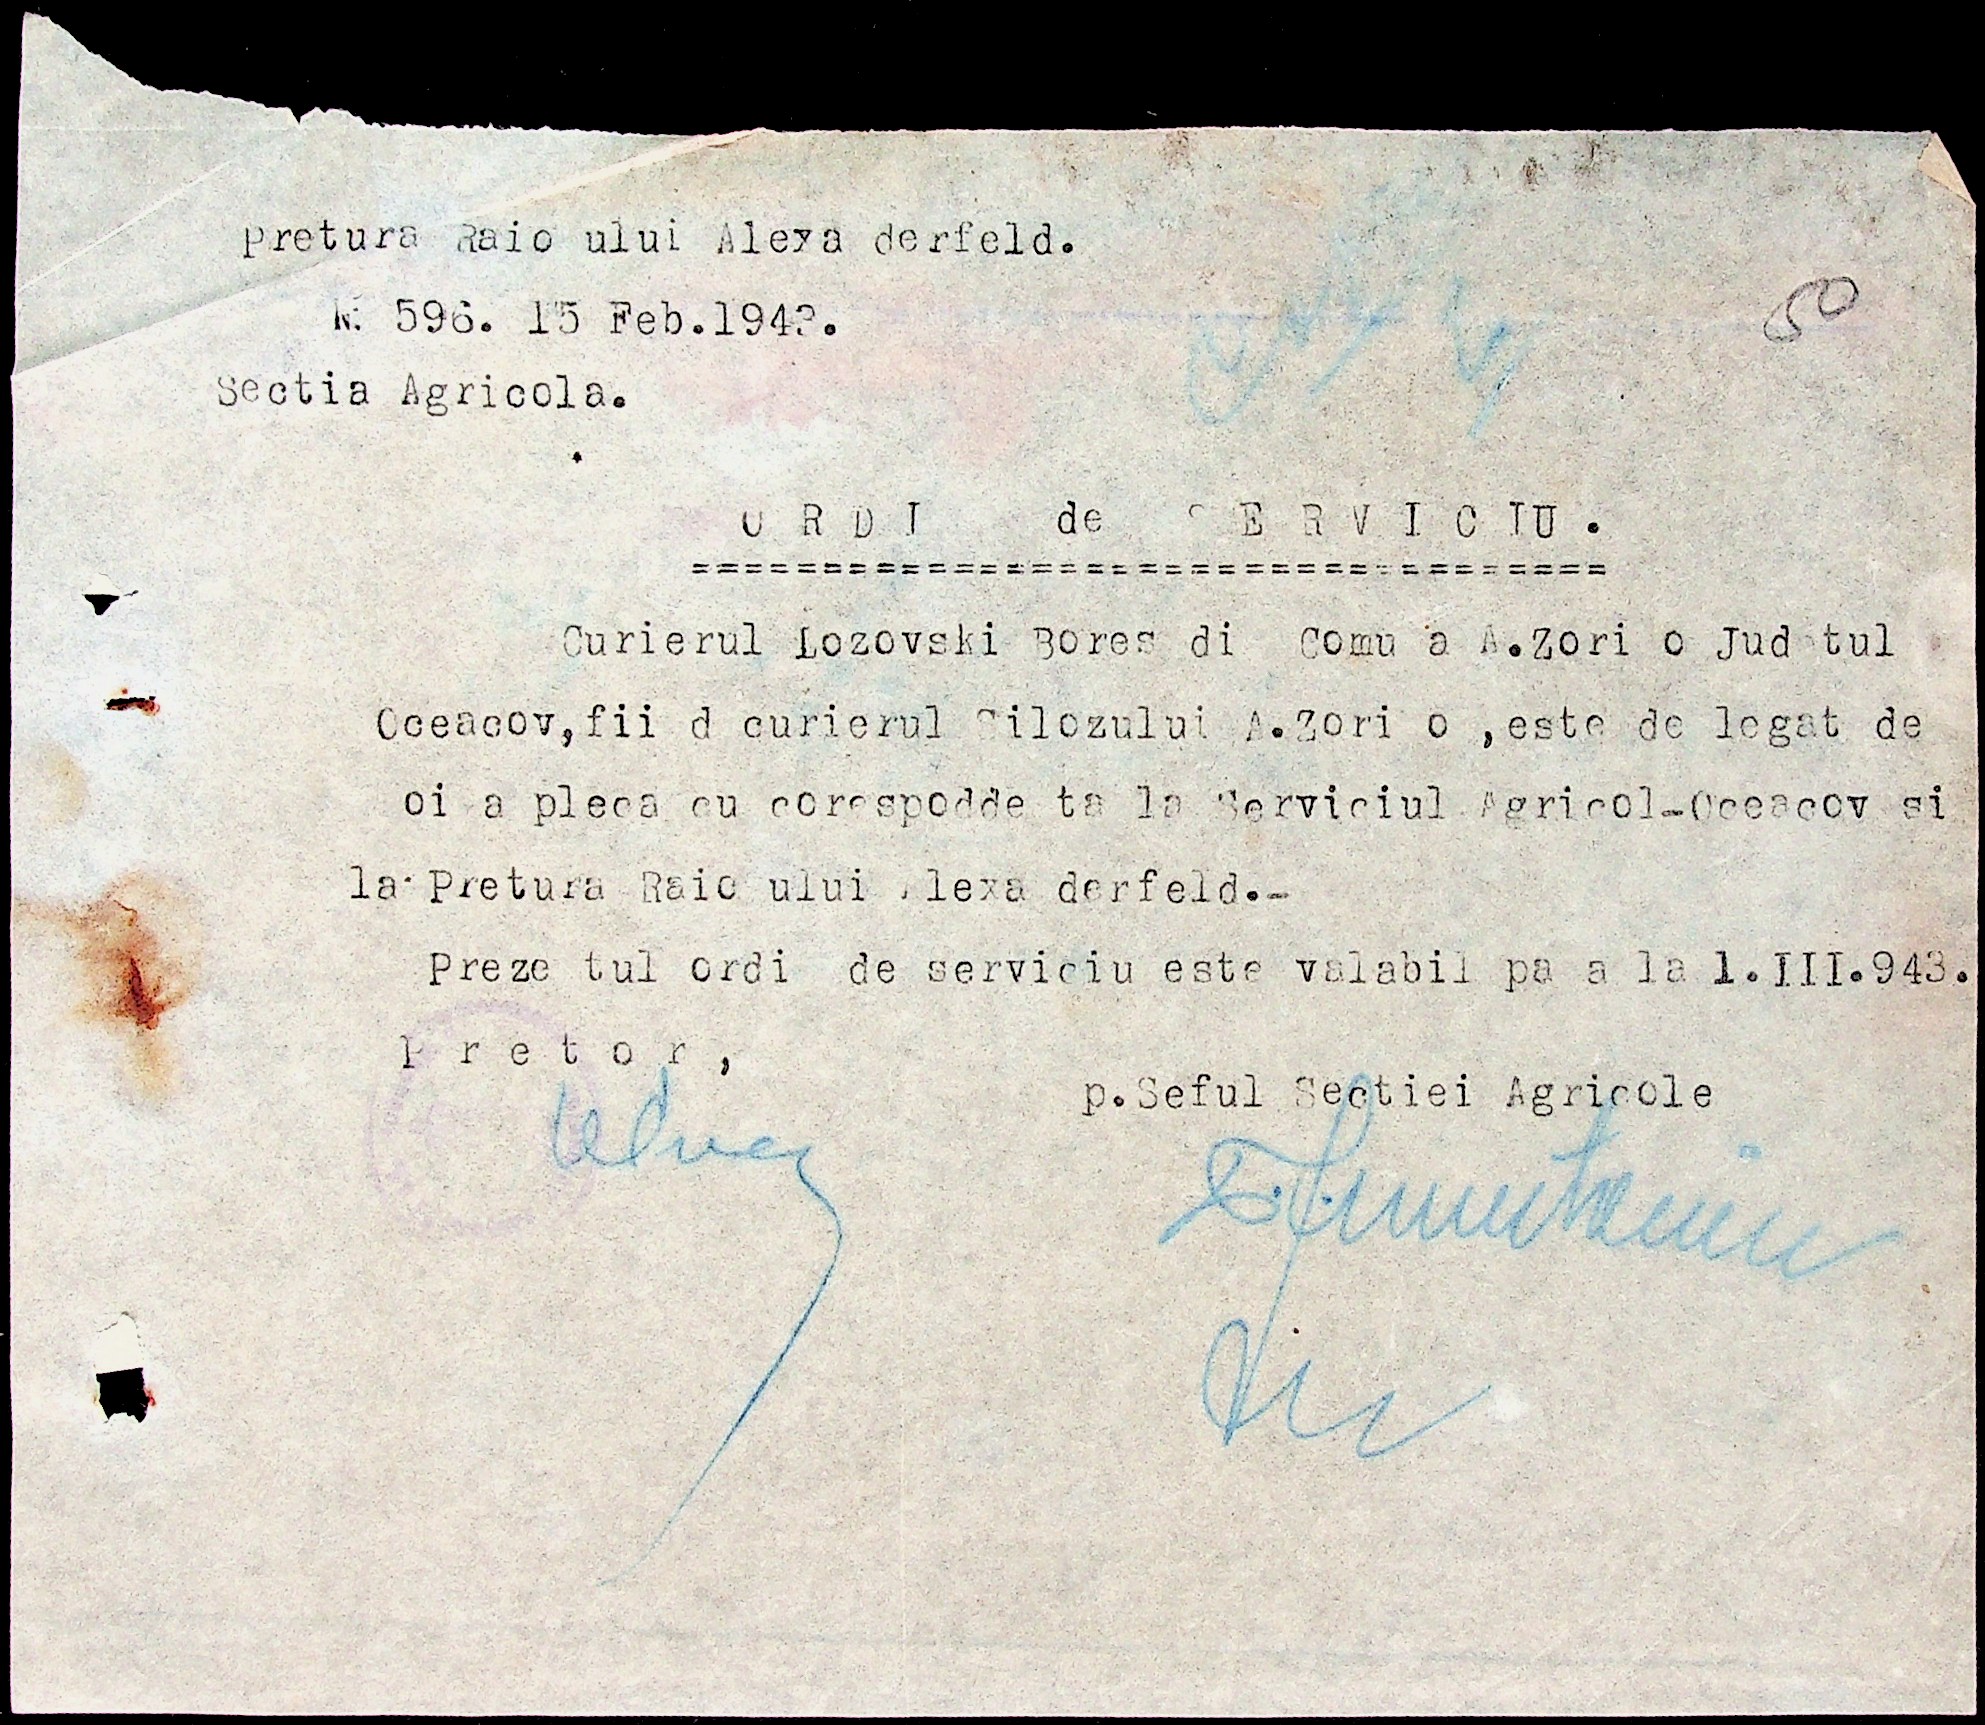 Pretura Raio ului Alexa derfeld.
50
N. 596. 15 Feb.1943.
Sectia Agricola.
O R D I de S E R V I C IU .
===================================
Curierul Lozovski Bores di Comu a A.Zori o Jud tul
Oceacov,fii d curierul Silozului A.Zori o ,este de legat de
oi a pleca cu corespodde ta la Serviciul Agricol-Oceacov si
la Pretura Raio ului Alexa derfeld.-
Preze tul ordi de serviciu este valabil pa a la 1.III.943.
P r e t o r ,
p.Seful Sectiei Agricole